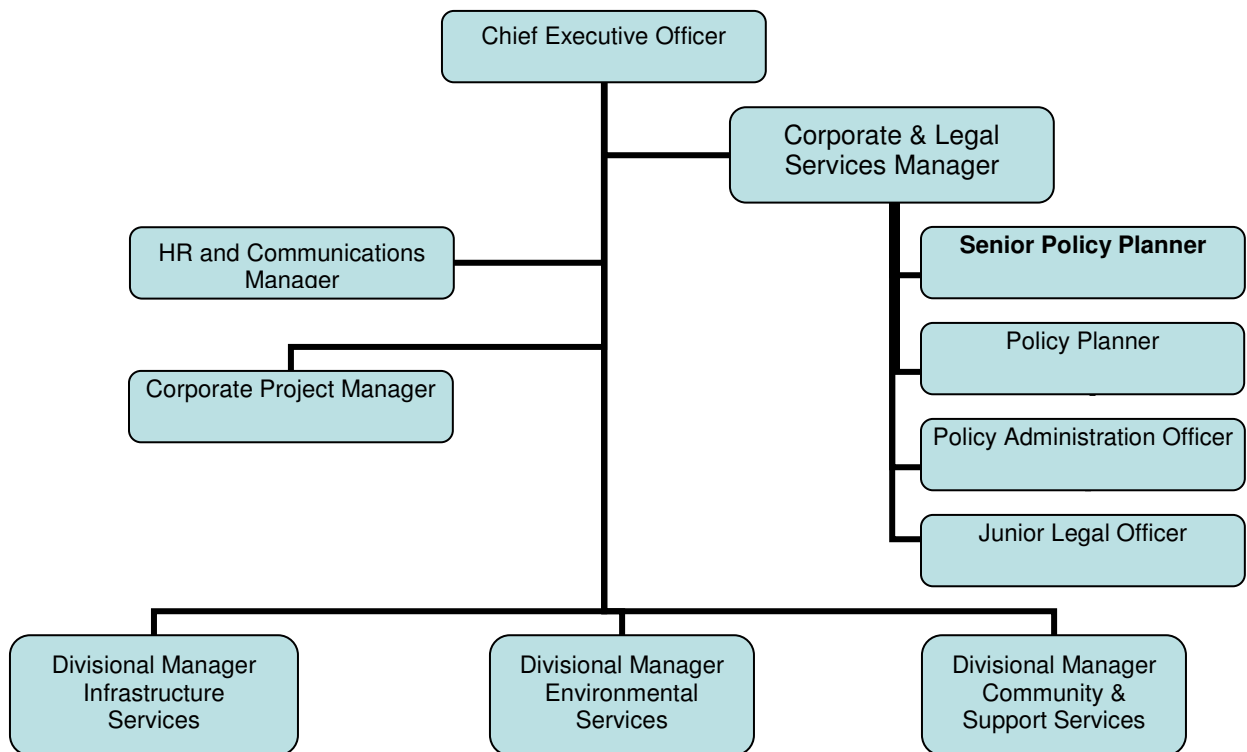 Chief Executive Officer
Corporate & Legal
Services Manager
HR and Communications
Manager
Senior Policy Planner
Policy Planner
Corporate Project Manager
Policy Administration Officer
Junior Legal Officer
Divisional Manager
Infrastructure
Services
Divisional Manager
Environmental
Services
Divisional Manager
Community &
Support Services